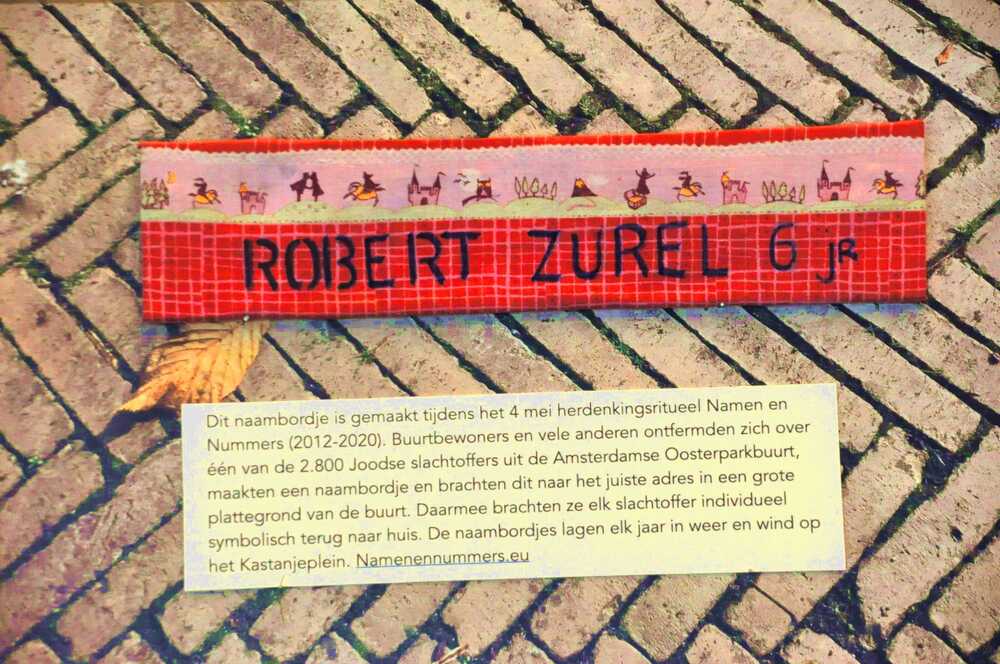 ROBERT ZUREL 6 jR
Dit naambordje is gemaakt tijdens het 4 mei herdenkingsritueel Namen en
Nummers (2012-2020). Buurtbewoners en vele anderen ontfermden zich over
één van de 2.800 Joodse slachtoffers uit de Amsterdamse Oosterparkbuurt,
maakten een naambordje en brachten dit naar het juiste adres in een grote
plattegrond van de buurt. Daarmee brachten ze elk slachtoffer individueel
symbolisch terug naar huis. De naambordjes lagen elk jaar in weer en wind op
het Kastanjeplein. Namenennummers.eu